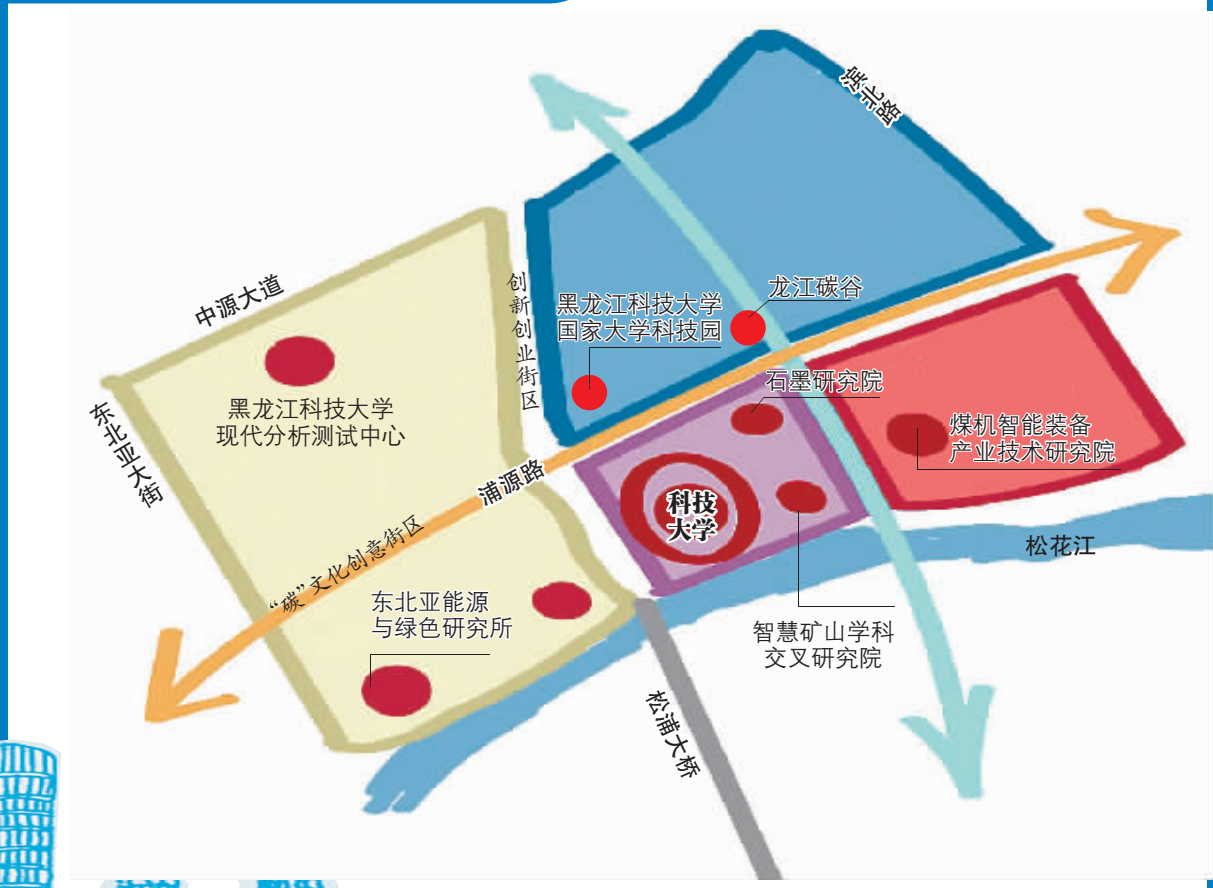 滨北路
中源大道
创新创业街区
龙江碳谷
黑龙江科技大学
国家大学科技园
石墨研究院
东北亚大街
黑龙江科技大学
现代分析测试中心
煤机智能装备
产业技术研究院
浦源路
科技
大学
“碳”文化创意街区
松花江
东北亚能源
与绿色研究所
智慧矿山学科
交叉研究院
松浦大桥